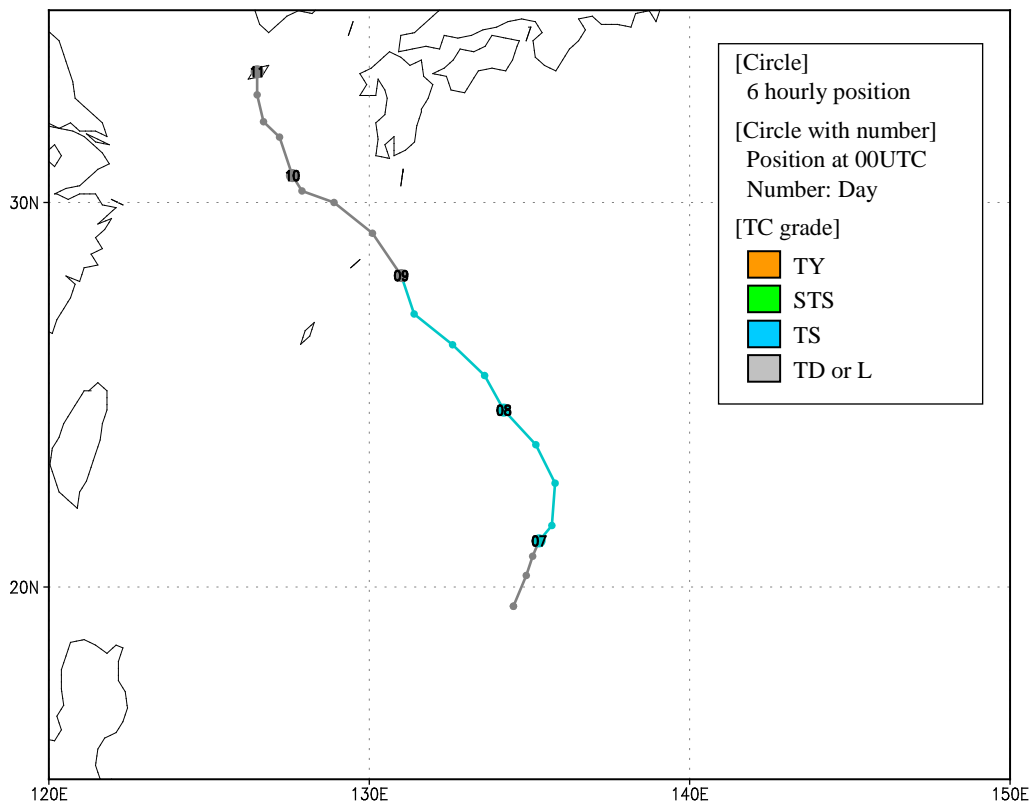 11
10
30N
09
08
07
20N
120E
130E
140E
150E
[Circle]
6 hourly position
[Circle with number]
Position at 00UTC
Number: Day
[TC grade]
TY
STS
TS
TD or L